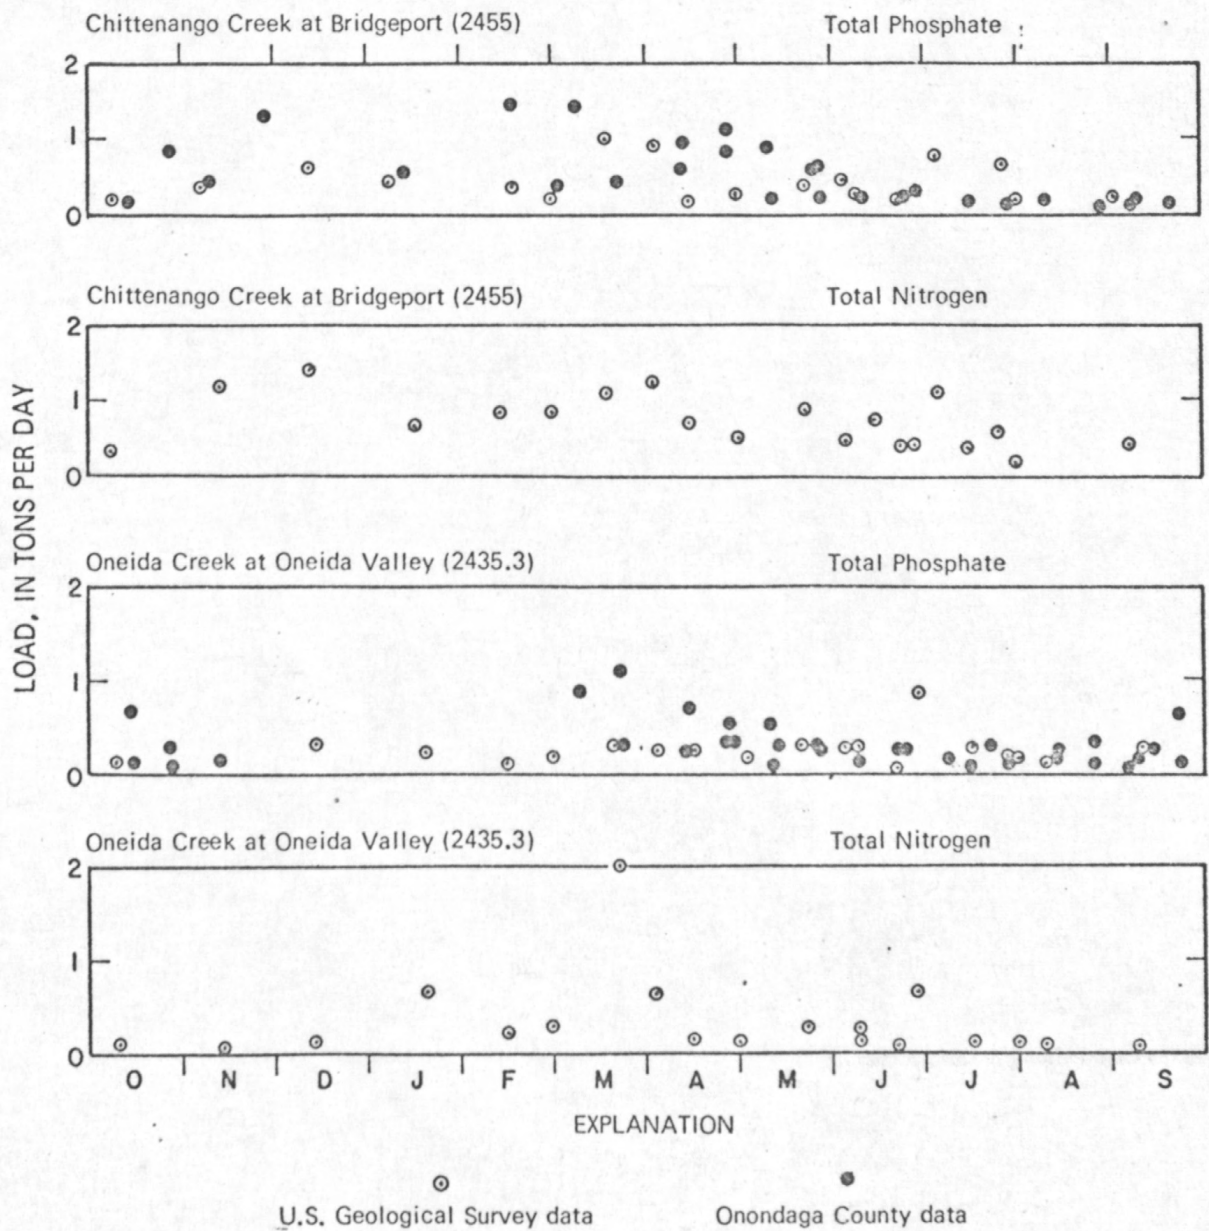 Chittenango Creek at Bridgeport (2455) Total Phosphate
2
1
0
Chittenango Creek at Bridgeport (2455) Total Nitrogen
2
1
0
LOAD, IN TONS PER DAY
Oneida Creek at Oneida Valley (2435.3) Total Phosphate
2
1
0
Oneida Creek at Oneida Valley (2435.3) Total Nitrogen
2
1
0
O N D J F M A M J J A S
EXPLANATION
U.S. Geological Survey data Onondaga County data